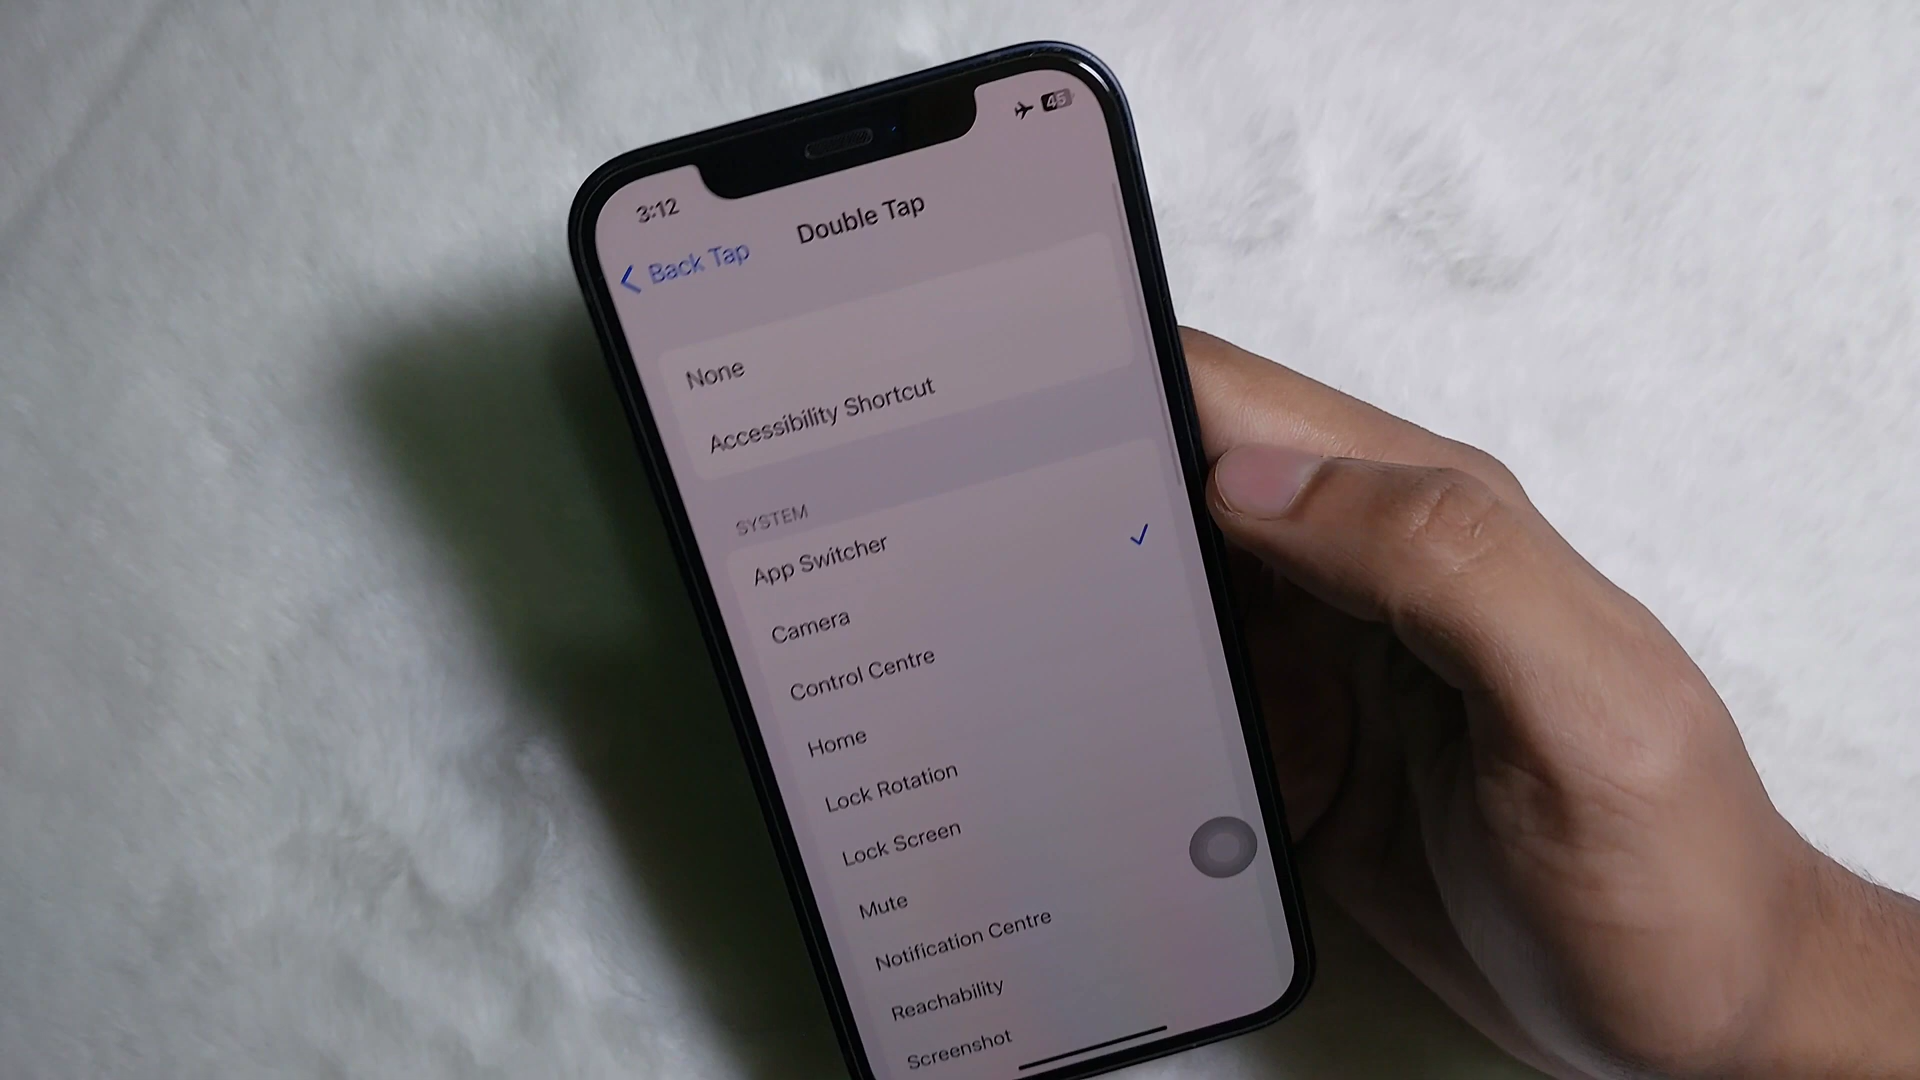 3:12
45
Back Tap
Double Tap
None
Accessibility Shortcut
SYSTEM
App Switcher
Camera
Control Centre
Home
Lock Rotation
Lock Screen
Mute
Notification Centre
Reachability
Screenshot